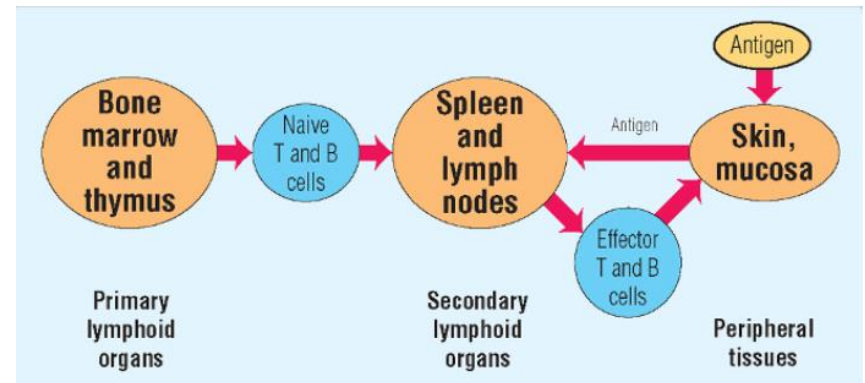 Antigen
Bone
marrow
and
thymus
Naive
T and B
cells
Spleen
and
lymph
nodes
Antigen
Skin,
mucosa
Effector
T and B
cells
Primary
lymphoid
organs
Secondary
lymphoid
organs
Peripheral
tissues